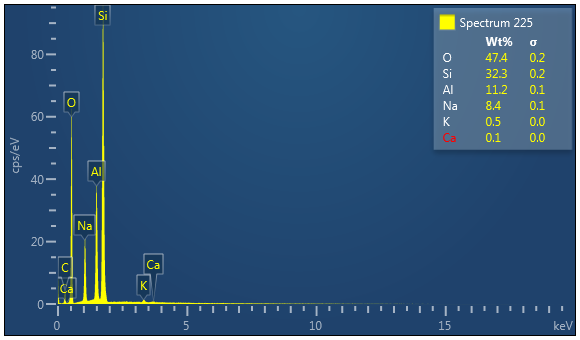 Spectrum 225
Wt% σ
O 47.4 0.2
Si 32.3 0.2
Al 11.2 0.1
Na 8.4 0.1
K 0.5 0.0
Ca 0.1 0.0
Si
80
O
60
cps/eV
40
Al
20
Na
C
Ca
Ca
K
0
0 5 10 15 keV